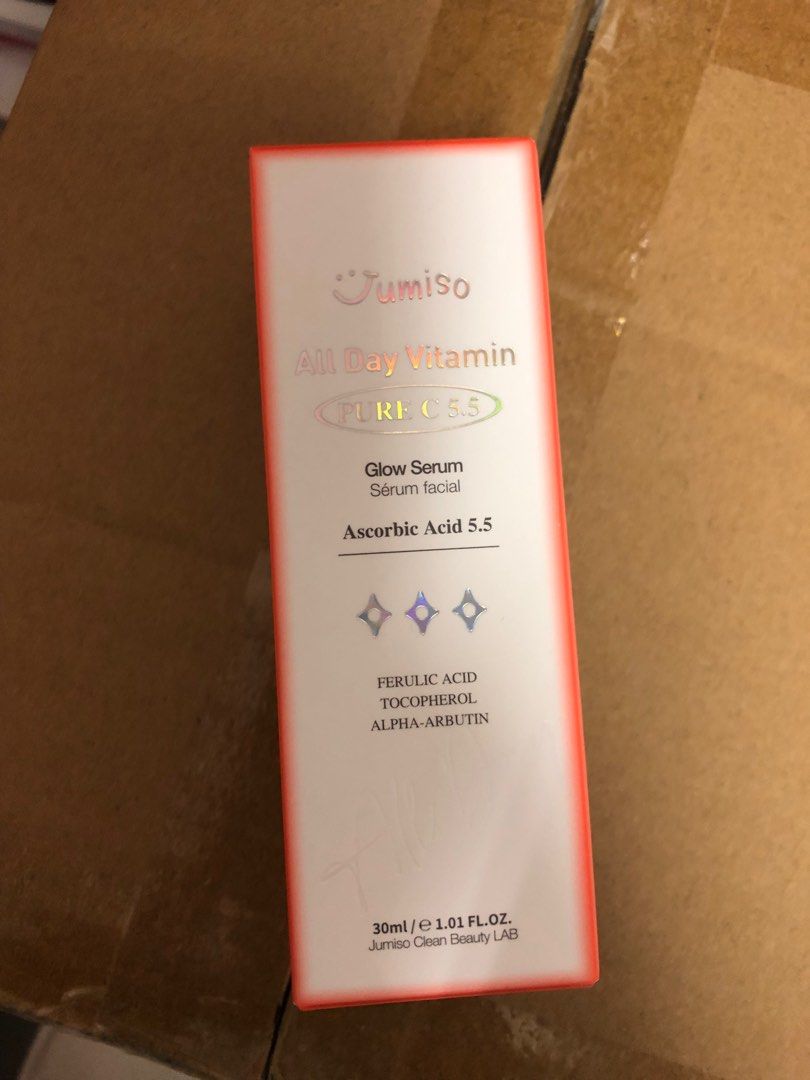 Jumiso
All Day Vitamin
PURE C 5.5
Glow Serum
Sérum facial
Ascorbic Acid 5.5
FERULIC ACID
TOCOPHEROL
ALPHA-ARBUTIN
30ml / ℮ 1.01 FL.OZ.
Jumiso Clean Beauty LAB